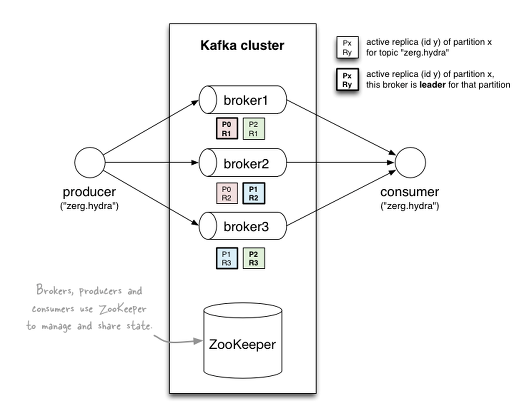 Kafka cluster
Px
Ry
active replica (id y) of partition x
for topic "zerg.hydra"
Px
Ry
active replica (id y) of partition x,
this broker is leader for that partition
broker1
P0
R1
P2
R1
producer
("zerg.hydra")
broker2
P0
R2
P1
R2
consumer
("zerg.hydra")
broker3
P1
R3
P2
R3
Brokers, producers and
consumers use ZooKeeper
to manage and share state.
ZooKeeper